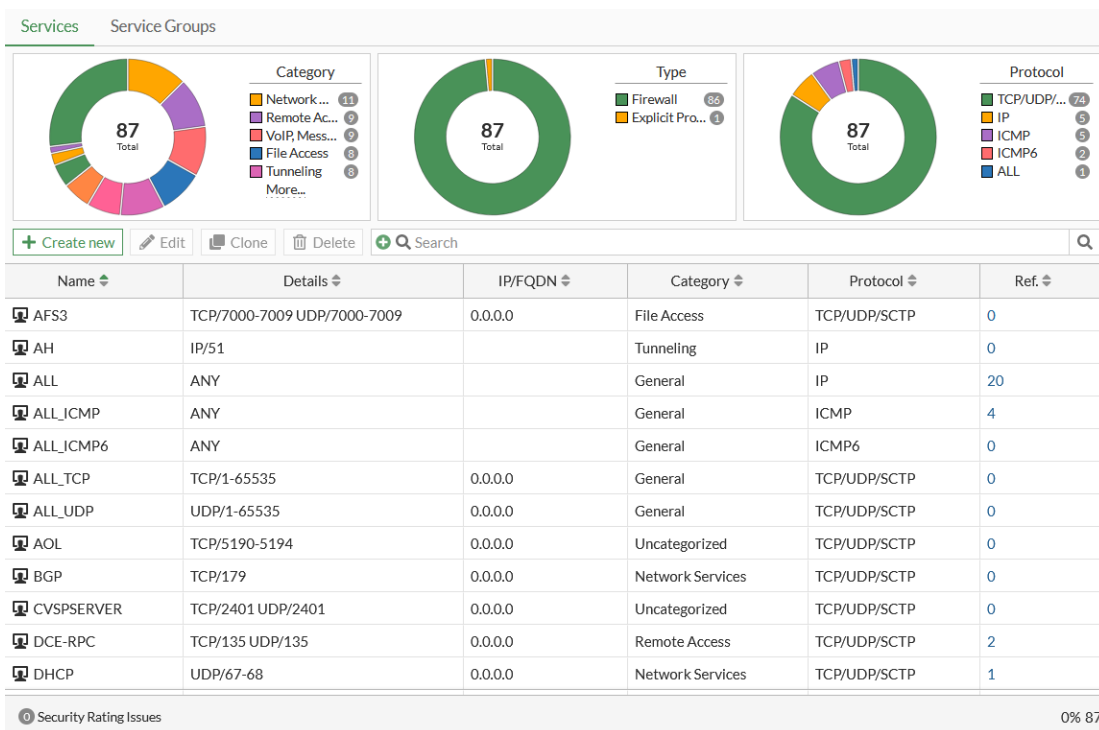 Services Service Groups
87
Total
Category
Network ... 11
Remote Ac... 9
VoIP, Mess... 9
File Access 8
Tunneling 8
More...
87
Total
Type
Firewall 86
Explicit Pro... 1
87
Total
Protocol
TCP/UDP/... 74
IP 5
ICMP 5
ICMP6 2
ALL 1
Create new Edit Clone Delete Search
Name Details IP/FQDN Category Protocol Ref.
AFS3 TCP/7000-7009 UDP/7000-7009 0.0.0.0 File Access TCP/UDP/SCTP 0
AH IP/51 Tunneling IP 0
ALL ANY General IP 20
ALL_ICMP ANY General ICMP 4
ALL_ICMP6 ANY General ICMP6 0
ALL_TCP TCP/1-65535 0.0.0.0 General TCP/UDP/SCTP 0
ALL_UDP UDP/1-65535 0.0.0.0 General TCP/UDP/SCTP 0
AOL TCP/5190-5194 0.0.0.0 Uncategorized TCP/UDP/SCTP 0
BGP TCP/179 0.0.0.0 Network Services TCP/UDP/SCTP 0
CVSPSERVER TCP/2401 UDP/2401 0.0.0.0 Uncategorized TCP/UDP/SCTP 0
DCE-RPC TCP/135 UDP/135 0.0.0.0 Remote Access TCP/UDP/SCTP 2
DHCP UDP/67-68 0.0.0.0 Network Services TCP/UDP/SCTP 1
0 Security Rating Issues 0% 87